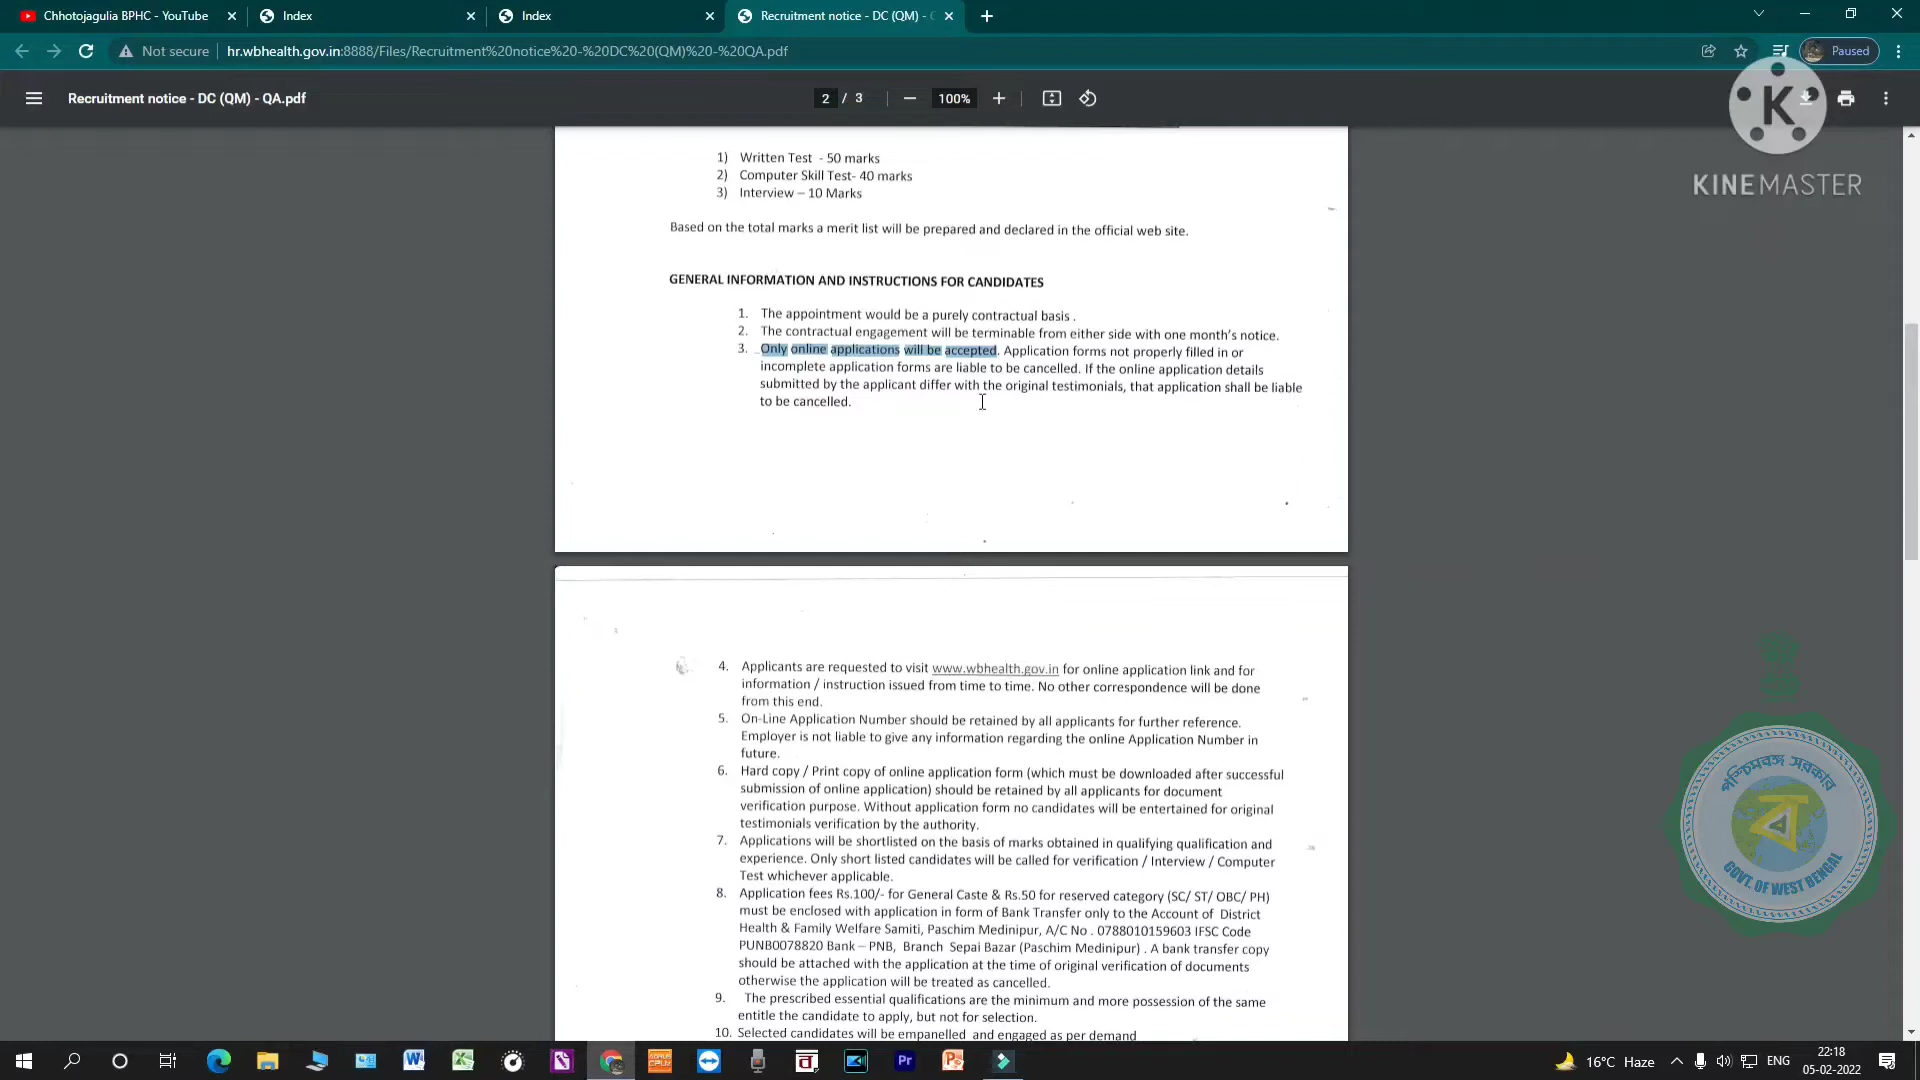 Chhotojagulia BPHC - YouTube
Index
Index
Recruitment notice - DC (QM) -
Not secure
hr.wbhealth.gov.in:8888/Files/Recruitment%20notice%20-%20DC%20(QM)%20-%20QA.pdf
Paused
Recruitment notice - DC (QM) - QA.pdf
2 / 3
100%
K
KINEMASTER
1) Written Test - 50 marks
2) Computer Skill Test- 40 marks
3) Interview – 10 Marks
Based on the total marks a merit list will be prepared and declared in the official web site.
GENERAL INFORMATION AND INSTRUCTIONS FOR CANDIDATES
1. The appointment would be a purely contractual basis .
2. The contractual engagement will be terminable from either side with one month's notice.
3. Only online applications will be accepted. Application forms not properly filled in or
incomplete application forms are liable to be cancelled. If the online application details
submitted by the applicant differ with the original testimonials, that application shall be liable
to be cancelled.
4. Applicants are requested to visit www.wbhealth.gov.in for online application link and for
information / instruction issued from time to time. No other correspondence will be done
from this end.
5. On-Line Application Number should be retained by all applicants for further reference.
Employer is not liable to give any information regarding the online Application Number in
future.
6. Hard copy / Print copy of online application form (which must be downloaded after successful
submission of online application) should be retained by all applicants for document
verification purpose. Without application form no candidates will be entertained for original
testimonials verification by the authority.
7. Applications will be shortlisted on the basis of marks obtained in qualifying qualification and
experience. Only short listed candidates will be called for verification / Interview / Computer
Test whichever applicable.
8. Application fees Rs.100/- for General Caste & Rs.50 for reserved category (SC/ ST/ OBC/ PH)
must be enclosed with application in form of Bank Transfer only to the Account of District
Health & Family Welfare Samiti, Paschim Medinipur, A/C No . 0788010159603 IFSC Code
PUNB0078820 Bank – PNB, Branch Sepai Bazar (Paschim Medinipur) . A bank transfer copy
should be attached with the application at the time of original verification of documents
otherwise the application will be treated as cancelled.
9. The prescribed essential qualifications are the minimum and more possession of the same
entitle the candidate to apply, but not for selection.
10. Selected candidates will be empanelled and engaged as per demand
পশ্চিমবঙ্গ সরকার
ব
GOVT. OF WEST BENGAL
16°C Haze
ENG
22:18
05-02-2022